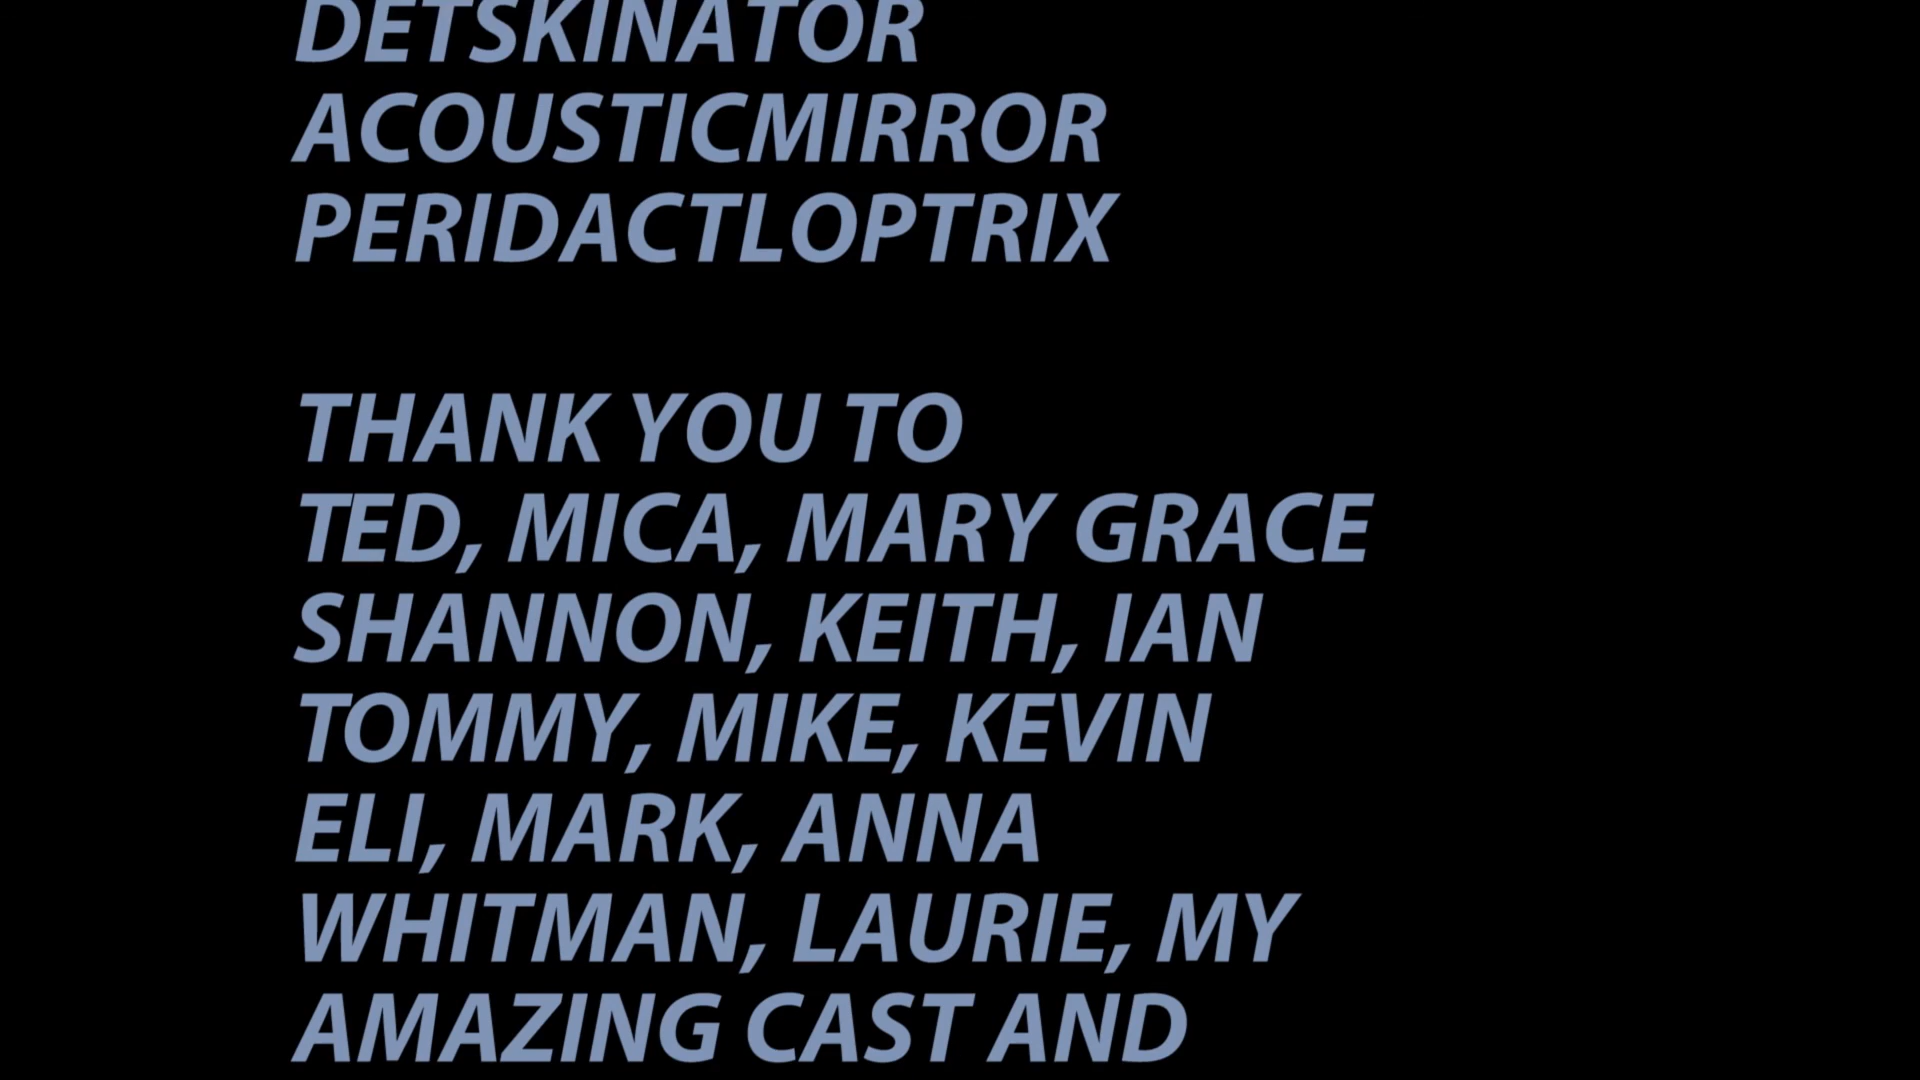 DETSKINATOR
ACOUSTICMIRROR
PERIDACTLOPTRIX
THANK YOU TO
TED, MICA, MARY GRACE
SHANNON, KEITH, IAN
TOMMY, MIKE, KEVIN
ELI, MARK, ANNA
WHITMAN, LAURIE, MY
AMAZING CAST AND